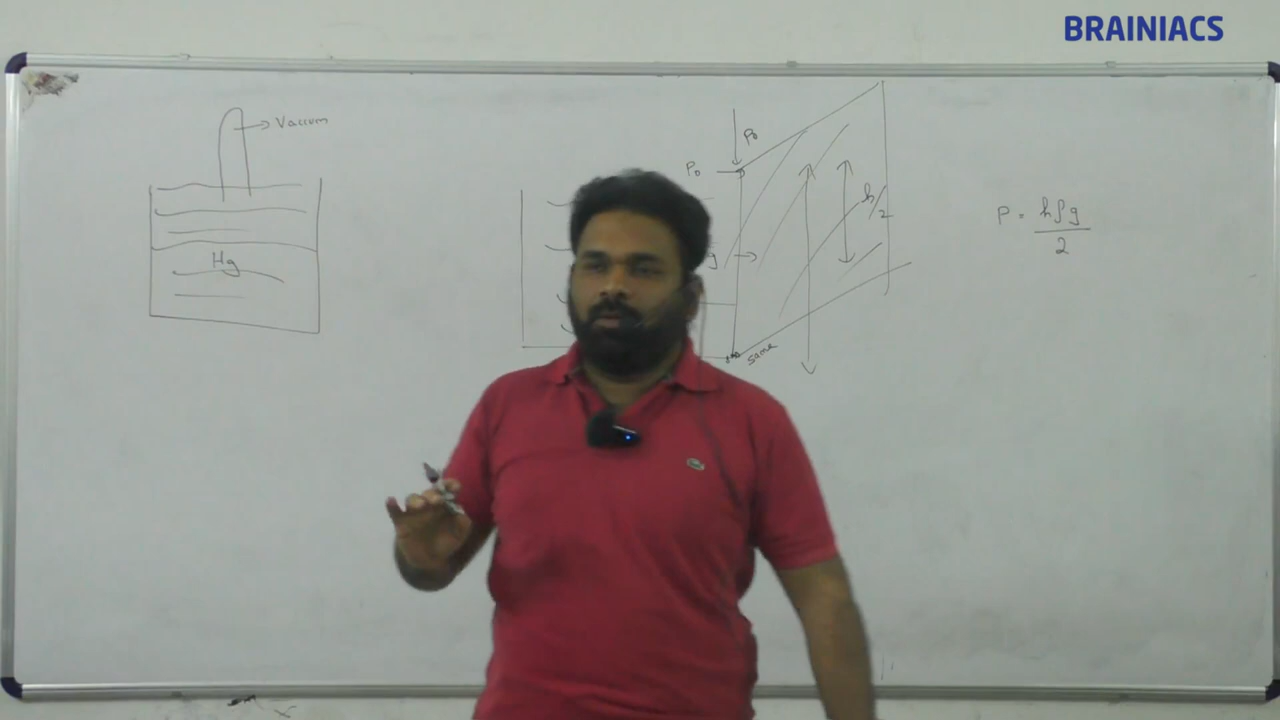 BRAINIACS
Vaccum
Hg
P₀
P₀
g
h/2
same
P = hρg
2